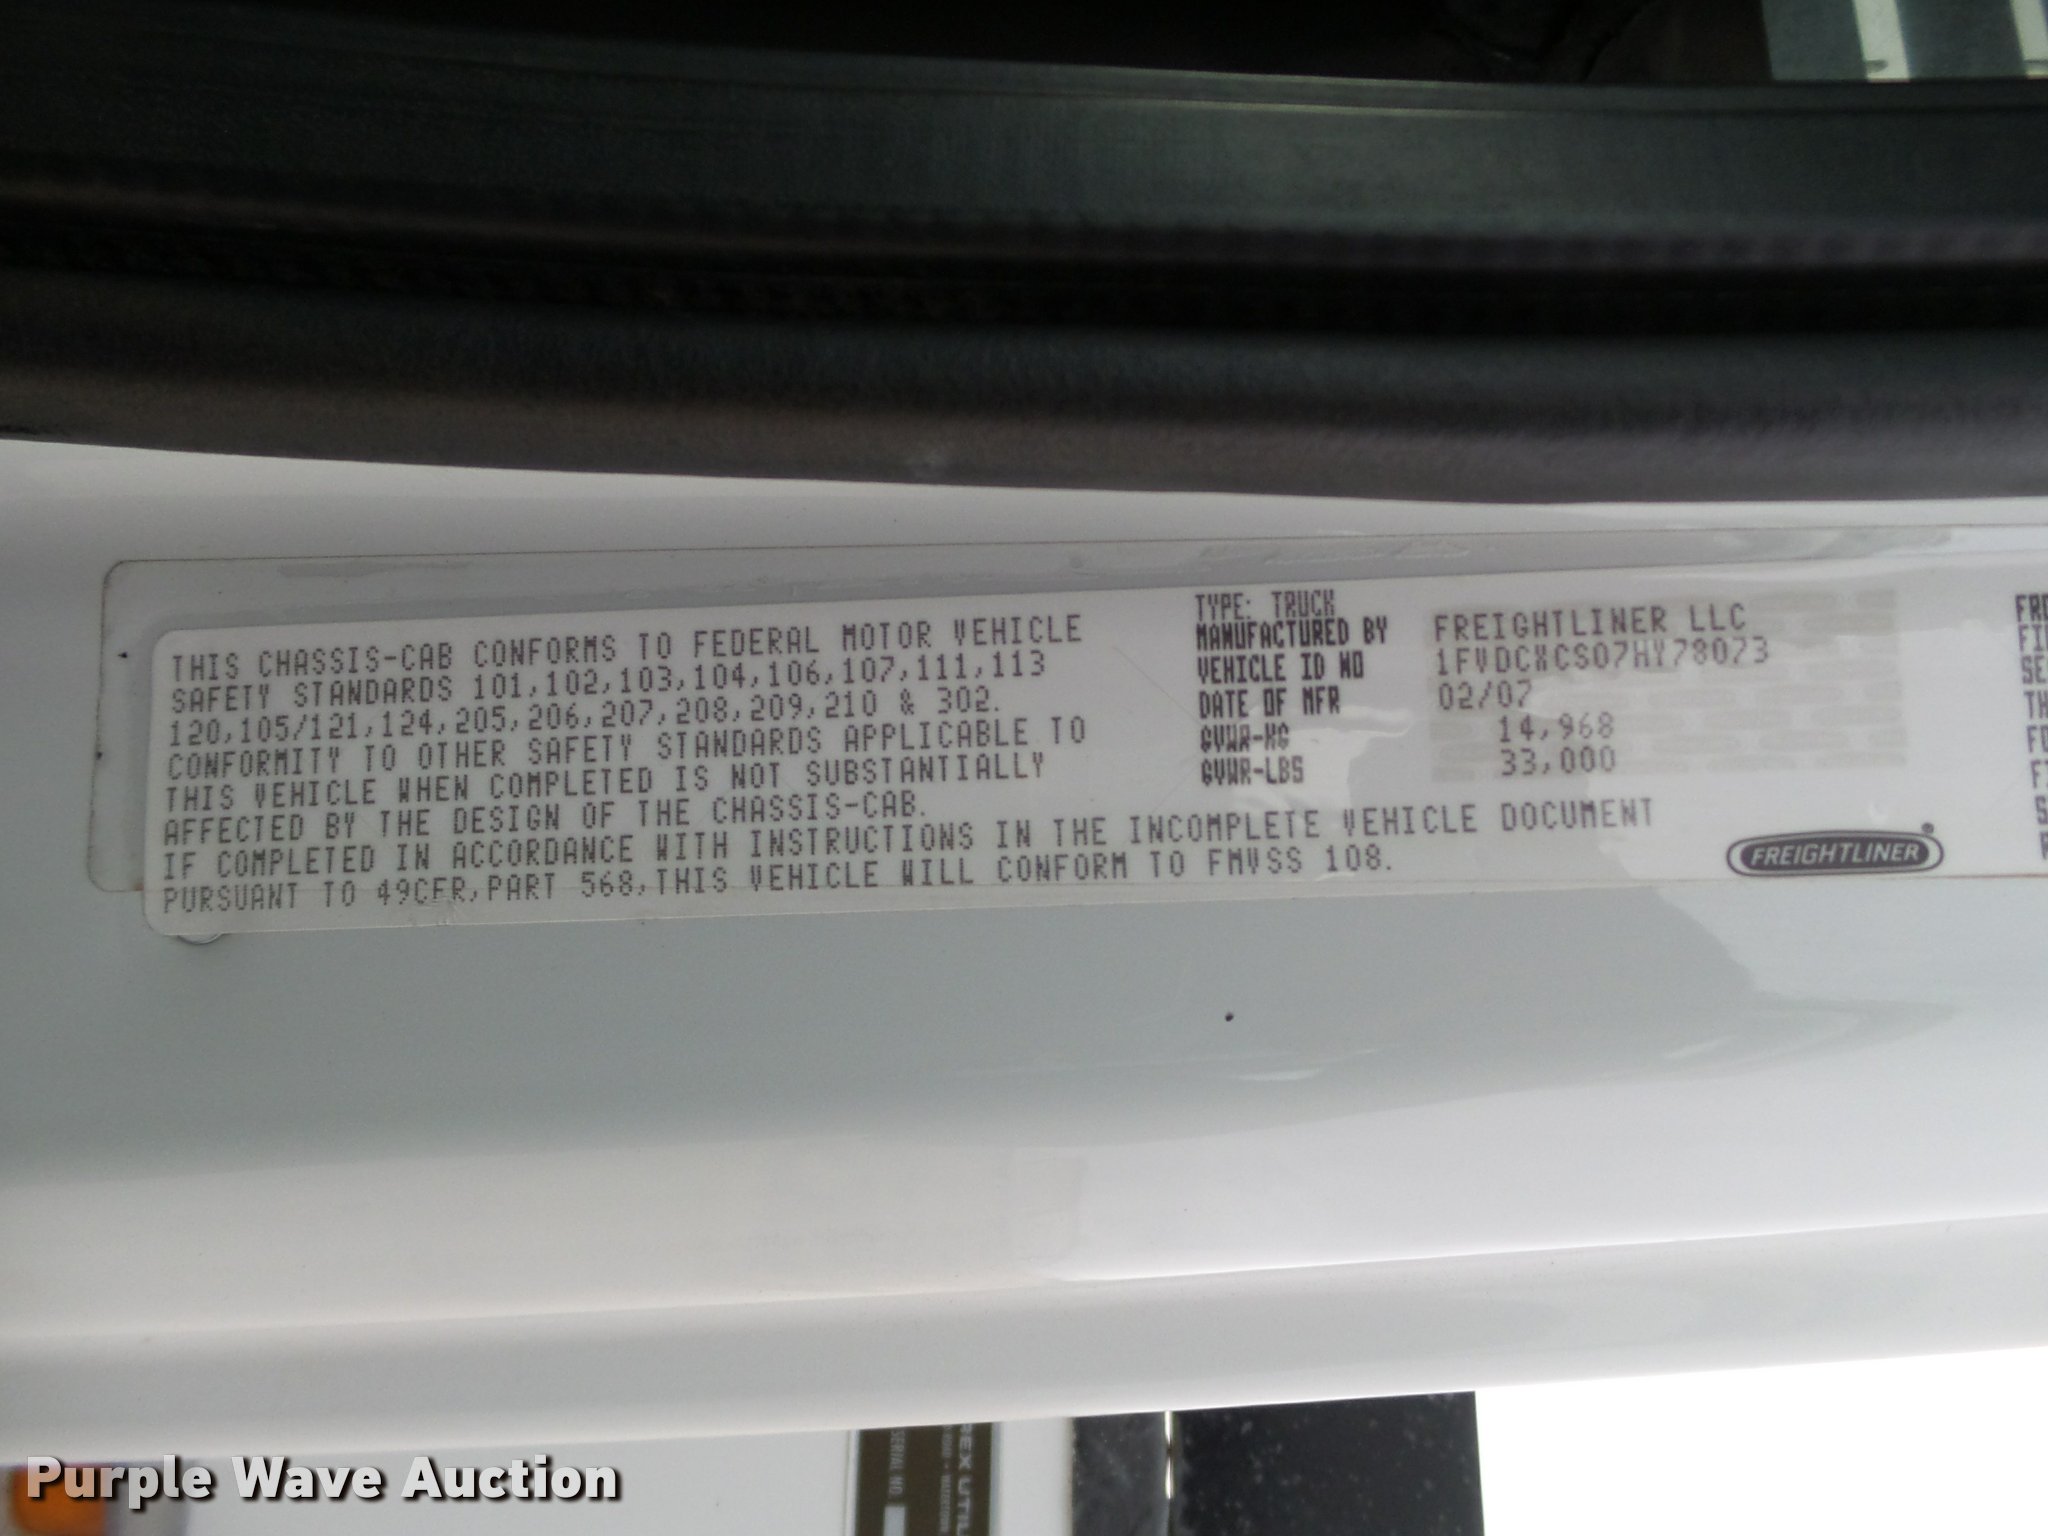 THIS CHASSIS-CAB CONFORMS TO FEDERAL MOTOR VEHICLE
SAFETY STANDARDS 101,102,103,104,106,107,111,113
120,105/121,124,205,206,207,208,209,210 & 302.
CONFORMITY TO OTHER SAFETY STANDARDS APPLICABLE TO
THIS VEHICLE WHEN COMPLETED IS NOT SUBSTANTIALLY
AFFECTED BY THE DESIGN OF THE CHASSIS-CAB.
IF COMPLETED IN ACCORDANCE WITH INSTRUCTIONS IN THE INCOMPLETE VEHICLE DOCUMENT
PURSUANT TO 49CFR,PART 568,THIS VEHICLE WILL CONFORM TO FMVSS 108.
TYPE: TRUCK
MANUFACTURED BY FREIGHTLINER LLC
VEHICLE ID NO 1FVDCXCS07HY78073
DATE OF MFR 02/07
GVWR-KG 14,968
GVWR-LBS 33,000
FREIGHTLINER
SERIAL NO.
Purple Wave Auction